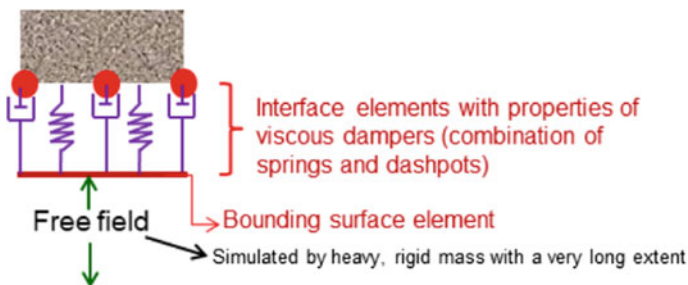 Interface elements with properties of
viscous dampers (combination of
springs and dashpots)
Free field
Bounding surface element
Simulated by heavy, rigid mass with a very long extent